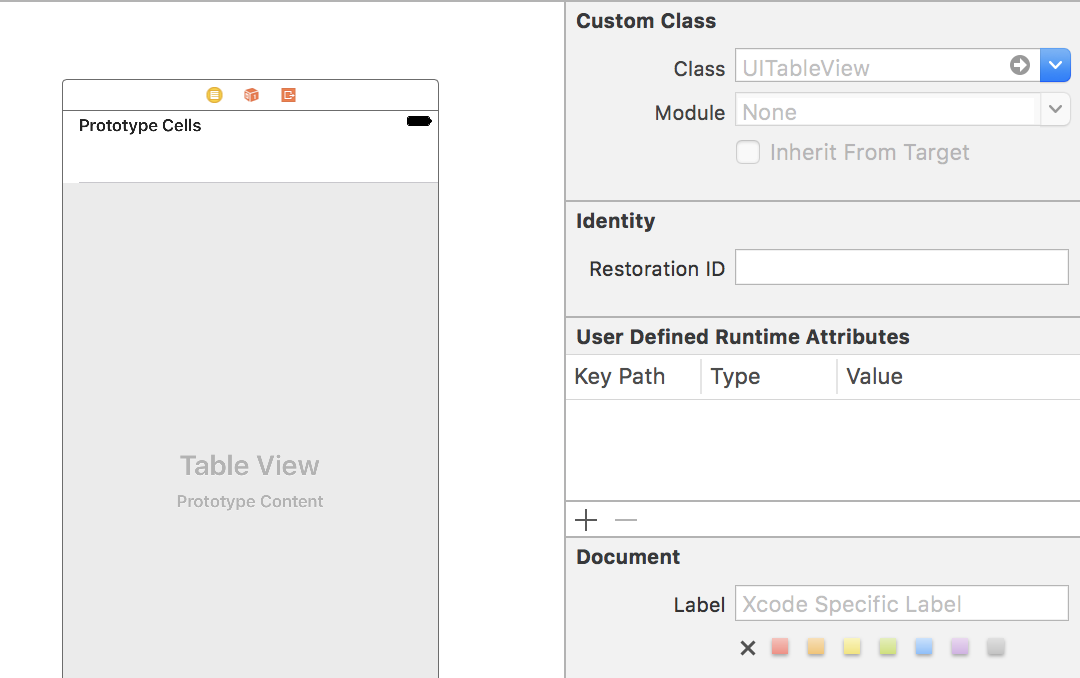 Prototype Cells
Table View
Prototype Content
Custom Class
Class UITableView
Module None
Inherit From Target
Identity
Restoration ID
User Defined Runtime Attributes
Key Path Type Value
Document
Label Xcode Specific Label